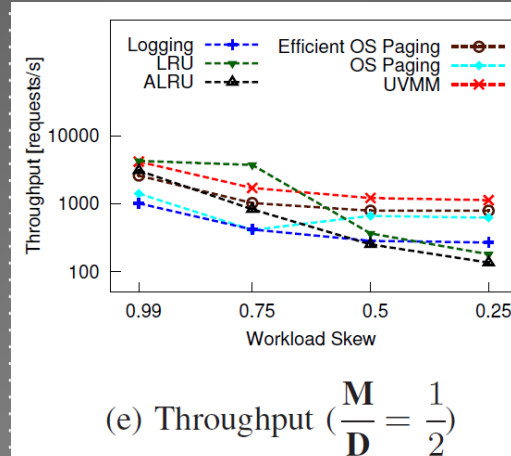 Logging
LRU
ALRU
Efficient OS Paging
OS Paging
UVMM
Throughput [requests/s]
10000
1000
100
0.99 0.75 0.5 0.25
Workload Skew
(e) Throughput (M/D = 1/2)